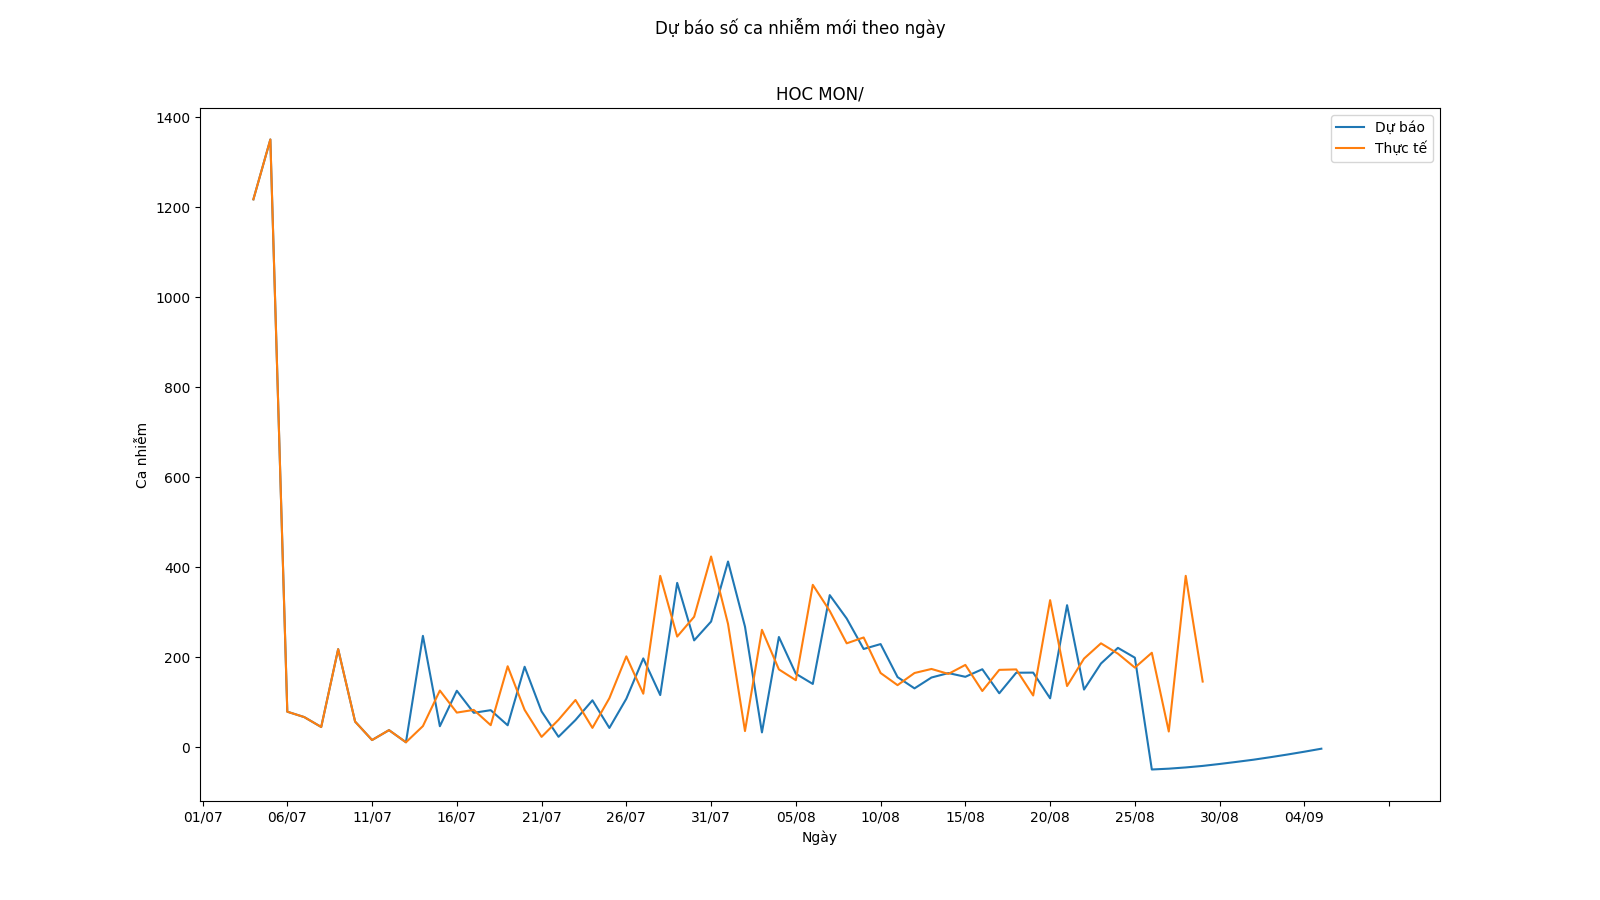 Dự báo số ca nhiễm mới theo ngày
HOC MON/
Dự báo
Thực tế
1400
1200
1000
800
600
400
200
0
Ca nhiễm
01/07 06/07 11/07 16/07 21/07 26/07 31/07 05/08 10/08 15/08 20/08 25/08 30/08 04/09
Ngày